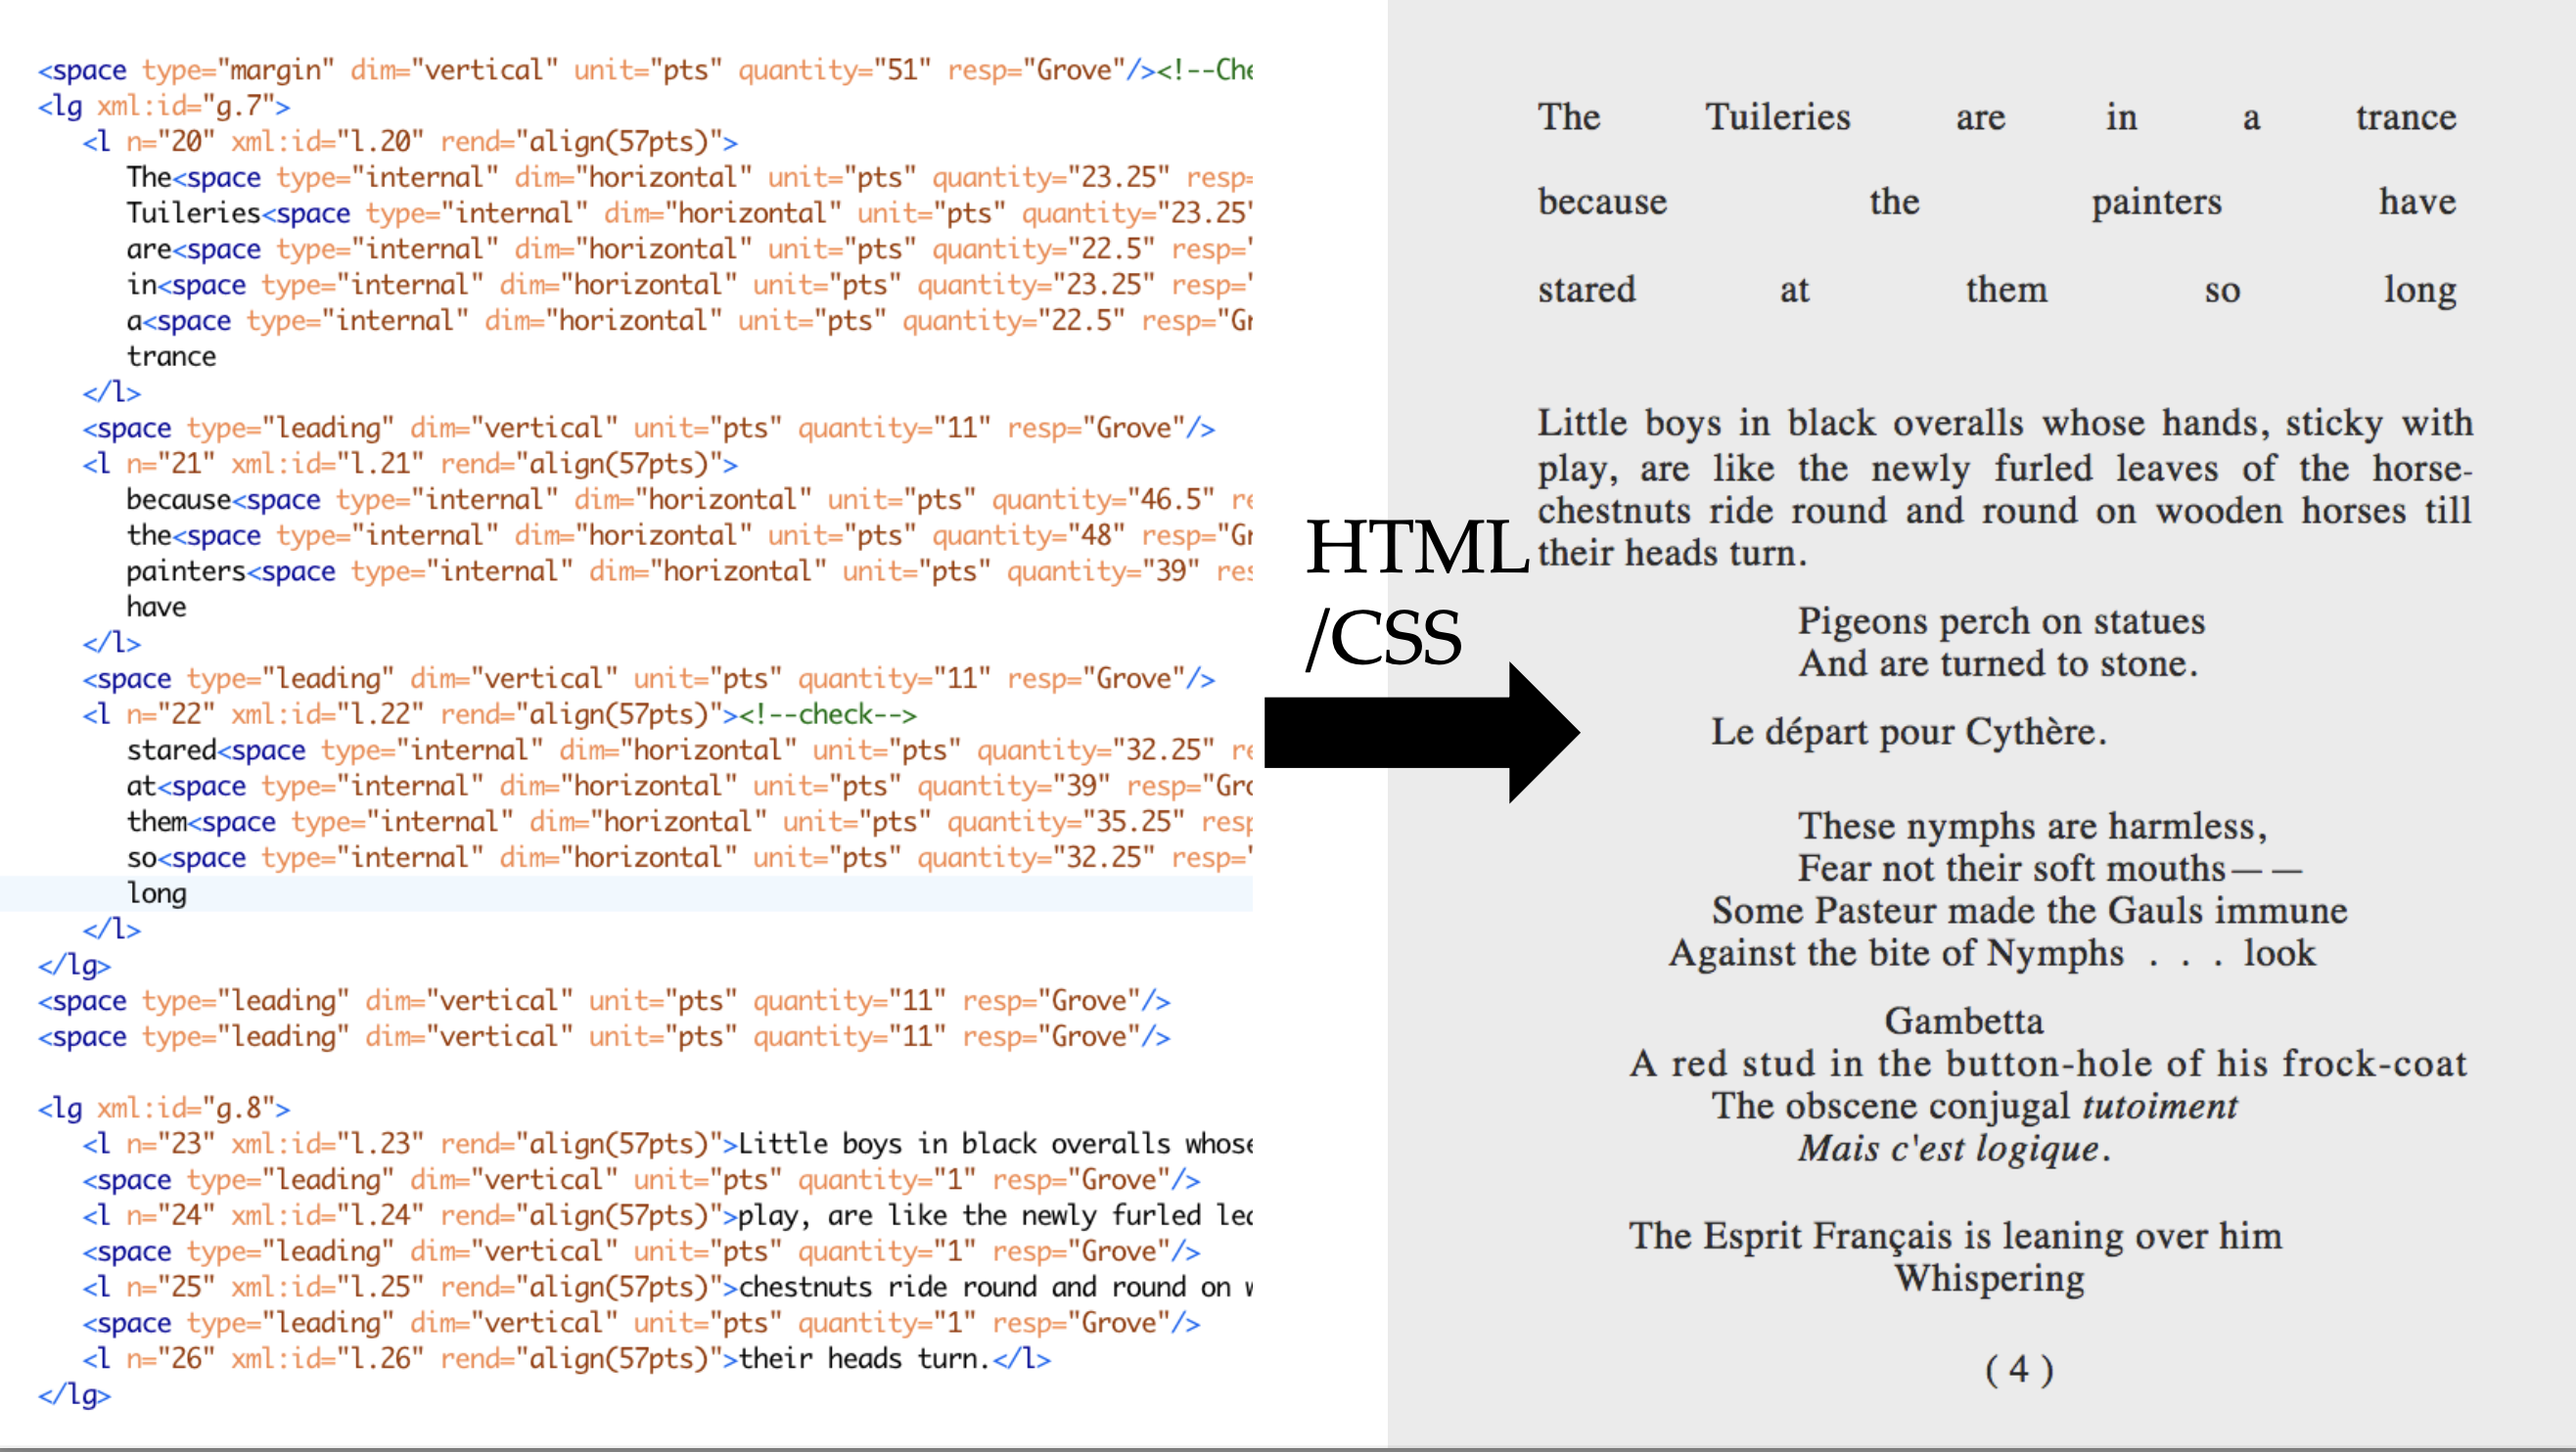 <space type="margin" dim="vertical" unit="pts" quantity="51" resp="Grove"/><!--Che
<lg xml:id="g.7">
<l n="20" xml:id="l.20" rend="align(57pts)">
The<space type="internal" dim="horizontal" unit="pts" quantity="23.25" resp=
Tuileries<space type="internal" dim="horizontal" unit="pts" quantity="23.25"
are<space type="internal" dim="horizontal" unit="pts" quantity="22.5" resp="
in<space type="internal" dim="horizontal" unit="pts" quantity="23.25" resp="
a<space type="internal" dim="horizontal" unit="pts" quantity="22.5" resp="Gr
trance
</l>
<space type="leading" dim="vertical" unit="pts" quantity="11" resp="Grove"/>
<l n="21" xml:id="l.21" rend="align(57pts)">
because<space type="internal" dim="horizontal" unit="pts" quantity="46.5" re
the<space type="internal" dim="horizontal" unit="pts" quantity="48" resp="Gr
painters<space type="internal" dim="horizontal" unit="pts" quantity="39" res
have
</l>
<space type="leading" dim="vertical" unit="pts" quantity="11" resp="Grove"/>
<l n="22" xml:id="l.22" rend="align(57pts)"><!--check-->
stared<space type="internal" dim="horizontal" unit="pts" quantity="32.25" re
at<space type="internal" dim="horizontal" unit="pts" quantity="39" resp="Gro
them<space type="internal" dim="horizontal" unit="pts" quantity="35.25" resp
so<space type="internal" dim="horizontal" unit="pts" quantity="32.25" resp="
long
</l>
</lg>
<space type="leading" dim="vertical" unit="pts" quantity="11" resp="Grove"/>
<space type="leading" dim="vertical" unit="pts" quantity="11" resp="Grove"/>
<lg xml:id="g.8">
<l n="23" xml:id="l.23" rend="align(57pts)">Little boys in black overalls whose
<space type="leading" dim="vertical" unit="pts" quantity="1" resp="Grove"/>
<l n="24" xml:id="l.24" rend="align(57pts)">play, are like the newly furled lea
<space type="leading" dim="vertical" unit="pts" quantity="1" resp="Grove"/>
<l n="25" xml:id="l.25" rend="align(57pts)">chestnuts ride round and round on w
<space type="leading" dim="vertical" unit="pts" quantity="1" resp="Grove"/>
<l n="26" xml:id="l.26" rend="align(57pts)">their heads turn.</l>
</lg>
HTML
/CSS
The Tuileries are in a trance
because the painters have
stared at them so long
Little boys in black overalls whose hands, sticky with
play, are like the newly furled leaves of the horse-
chestnuts ride round and round on wooden horses till
their heads turn.
Pigeons perch on statues
And are turned to stone.
Le départ pour Cythère.
These nymphs are harmless,
Fear not their soft mouths— —
Some Pasteur made the Gauls immune
Against the bite of Nymphs . . . look
Gambetta
A red stud in the button-hole of his frock-coat
The obscene conjugal tutoiment
Mais c'est logique.
The Esprit Français is leaning over him
Whispering
( 4 )